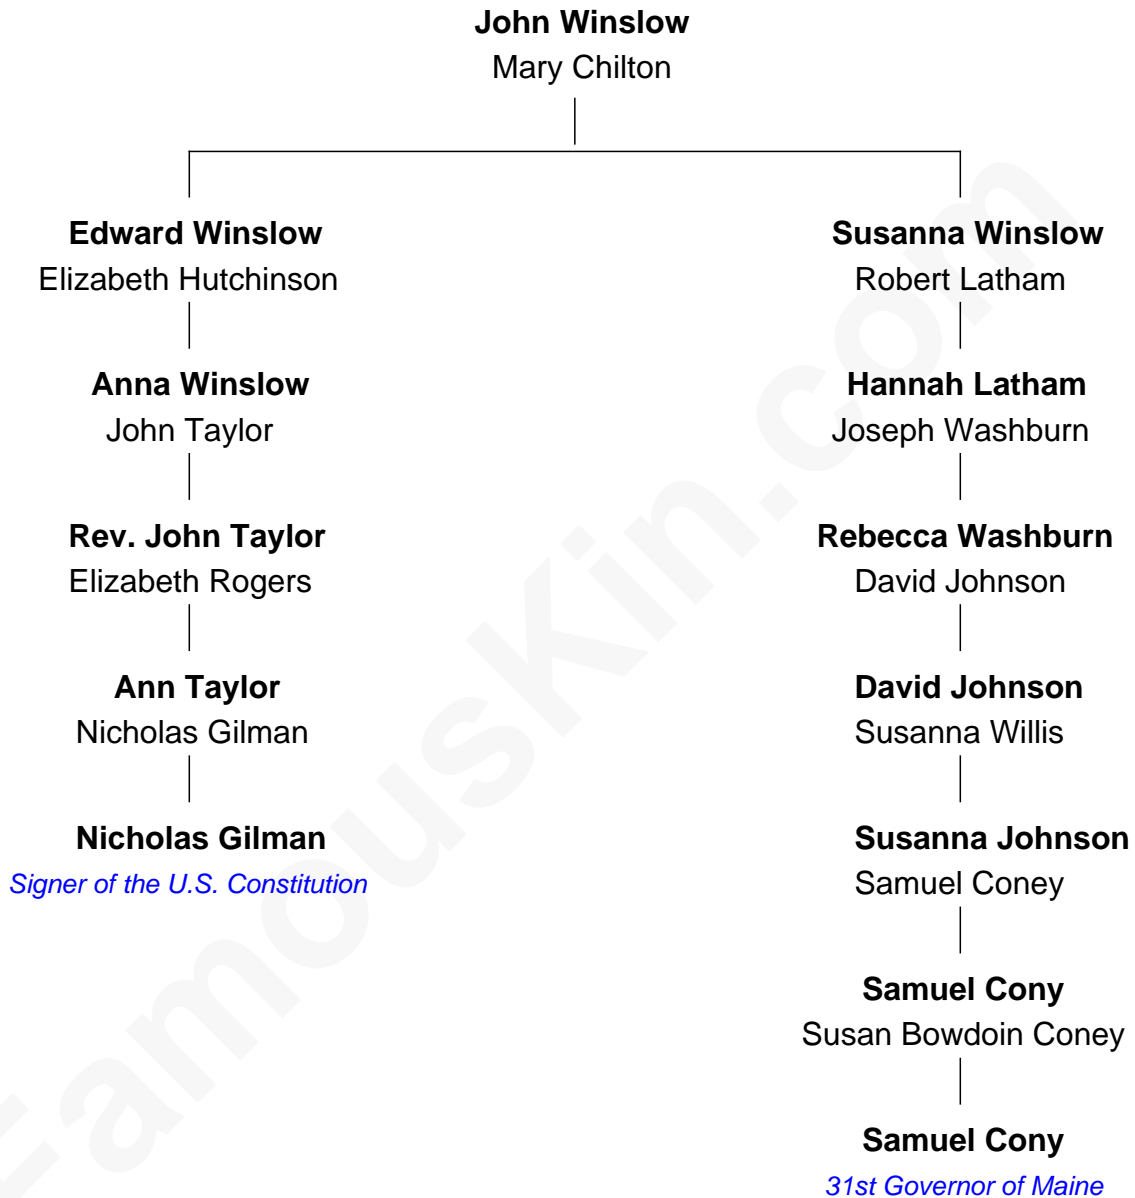 John Winslow
Mary Chilton
Edward Winslow
Elizabeth Hutchinson
Anna Winslow
John Taylor
Rev. John Taylor
Elizabeth Rogers
Ann Taylor
Nicholas Gilman
Nicholas Gilman
Signer of the U.S. Constitution
Susanna Winslow
Robert Latham
Hannah Latham
Joseph Washburn
Rebecca Washburn
David Johnson
David Johnson
Susanna Willis
Susanna Johnson
Samuel Coney
Samuel Cony
Susan Bowdoin Coney
Samuel Cony
31st Governor of Maine
FamousKin.com